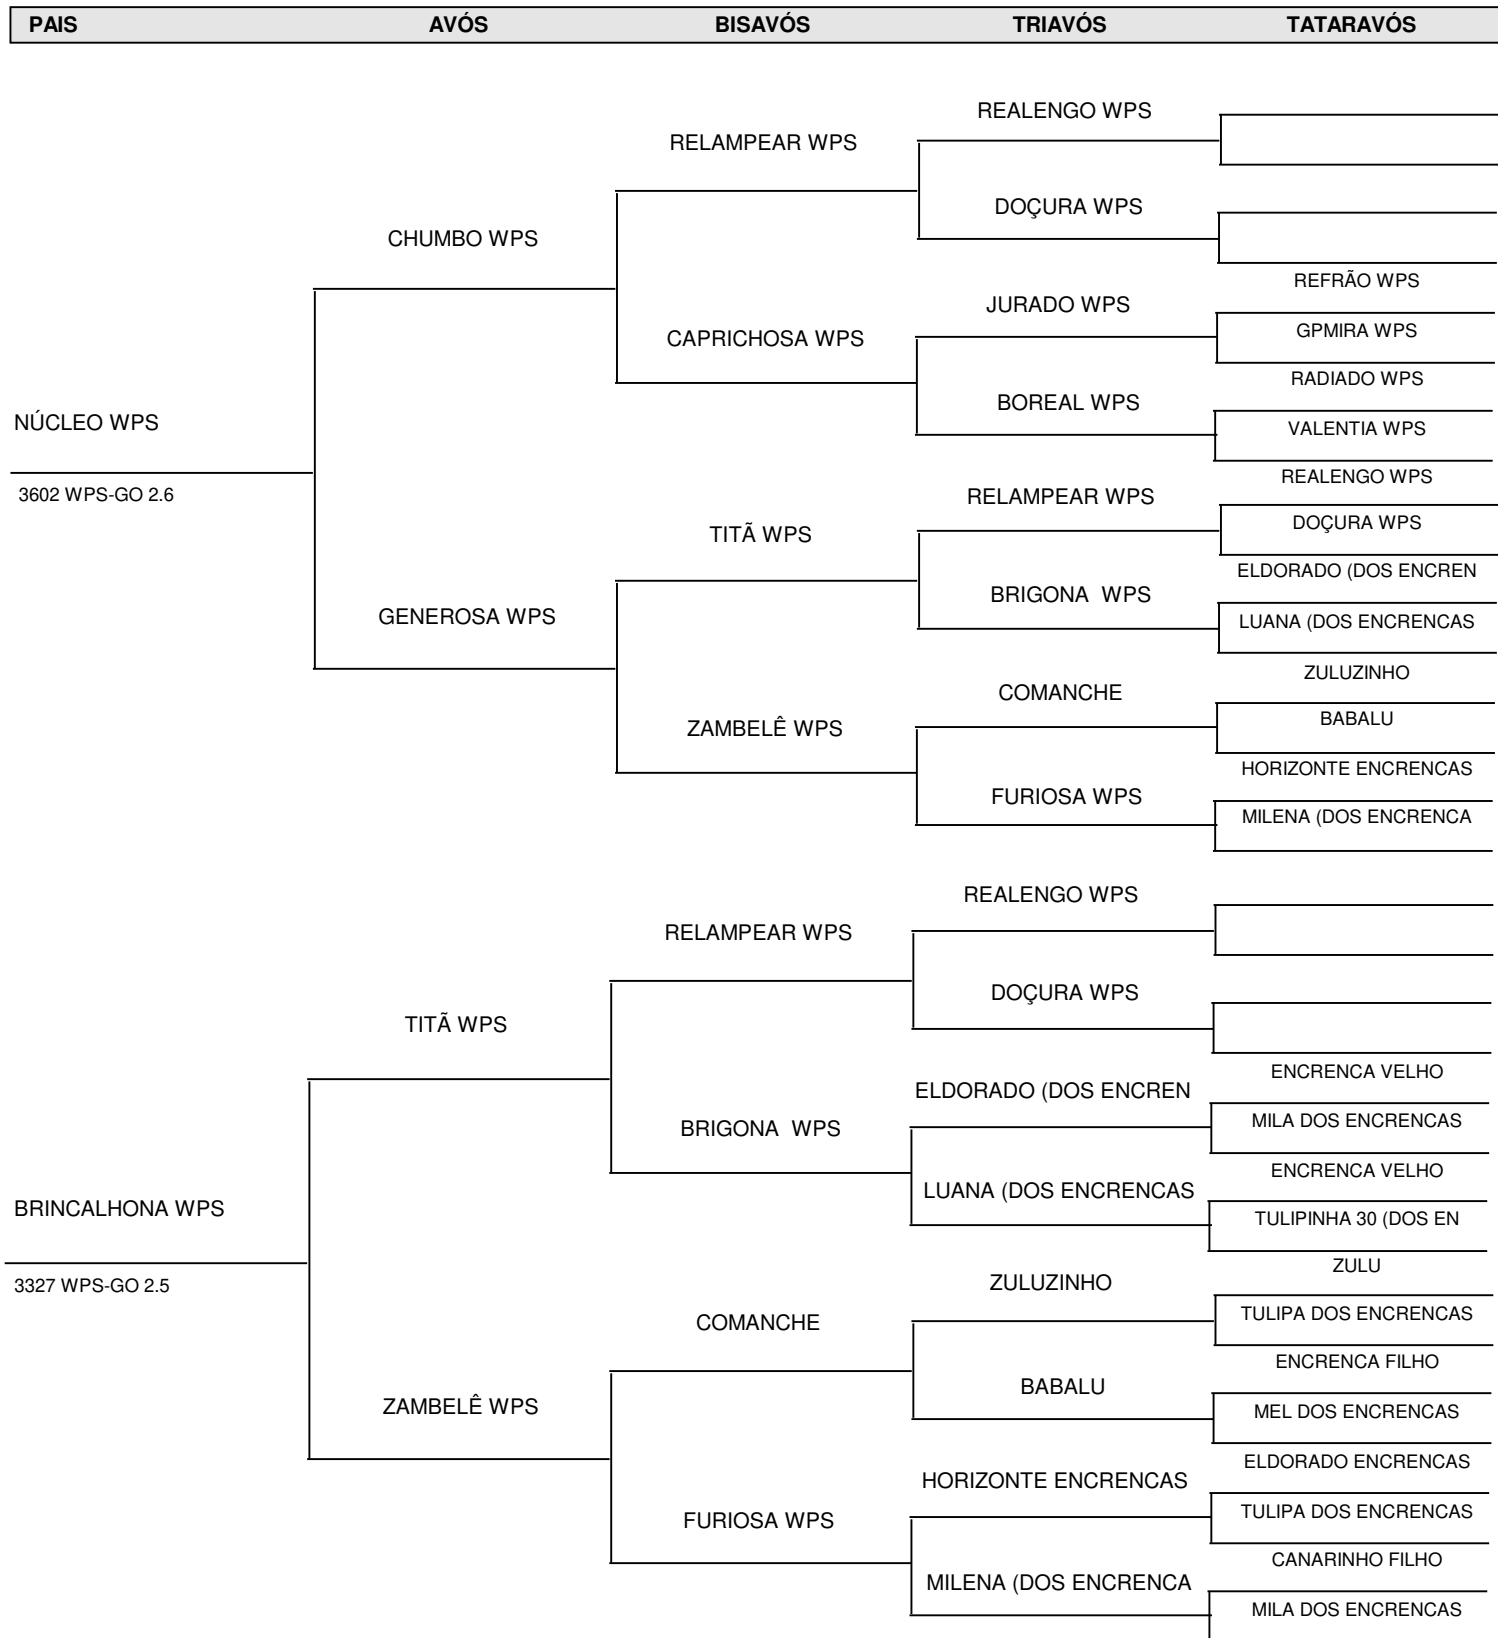 PAIS AVÓS BISAVÓS TRIAVÓS TATARAVÓS
REALENGO WPS
RELAMPEAR WPS
DOÇURA WPS
CHUMBO WPS
REFRÃO WPS
JURADO WPS
GPMIRA WPS
CAPRICHOSA WPS
RADIADO WPS
BOREAL WPS
NÚCLEO WPS
VALENTIA WPS
REALENGO WPS
3602 WPS-GO 2.6
RELAMPEAR WPS
DOÇURA WPS
TITÃ WPS
ELDORADO (DOS ENCREN
BRIGONA  WPS
GENEROSA WPS
LUANA (DOS ENCRENCAS
ZULUZINHO
COMANCHE
BABALU
ZAMBELÊ WPS
HORIZONTE ENCRENCAS
FURIOSA WPS
MILENA (DOS ENCRENCA
REALENGO WPS
RELAMPEAR WPS
DOÇURA WPS
TITÃ WPS
ENCRENCA VELHO
ELDORADO (DOS ENCREN
MILA DOS ENCRENCAS
BRIGONA  WPS
ENCRENCA VELHO
LUANA (DOS ENCRENCAS
BRINCALHONA WPS
TULIPINHA 30 (DOS EN
ZULU
3327 WPS-GO 2.5
ZULUZINHO
TULIPA DOS ENCRENCAS
COMANCHE
ENCRENCA FILHO
BABALU
ZAMBELÊ WPS
MEL DOS ENCRENCAS
ELDORADO ENCRENCAS
HORIZONTE ENCRENCAS
TULIPA DOS ENCRENCAS
FURIOSA WPS
CANARINHO FILHO
MILENA (DOS ENCRENCA
MILA DOS ENCRENCAS